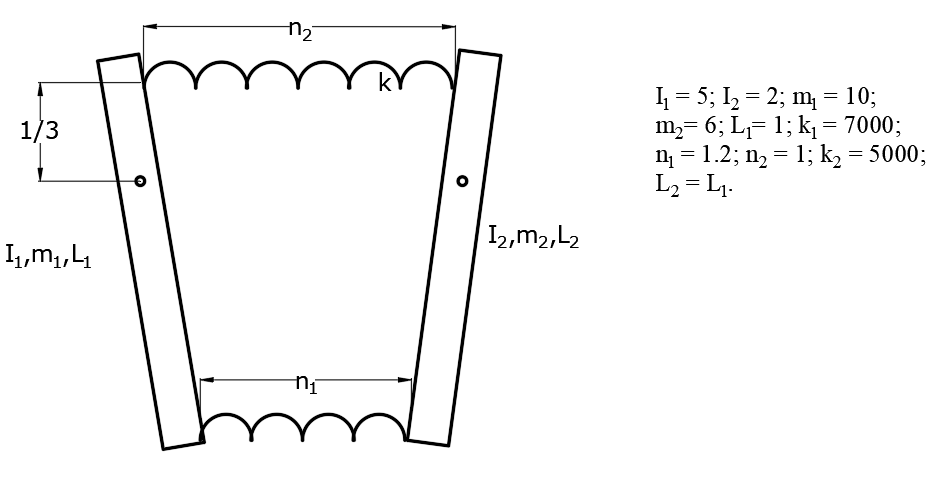 n₂
k
1/3
I₁,m₁,L₁
I₂,m₂,L₂
n₁
I₁ = 5; I₂ = 2; m₁ = 10;
m₂= 6; L₁= 1; k₁ = 7000;
n₁ = 1.2; n₂ = 1; k₂ = 5000;
L₂ = L₁.